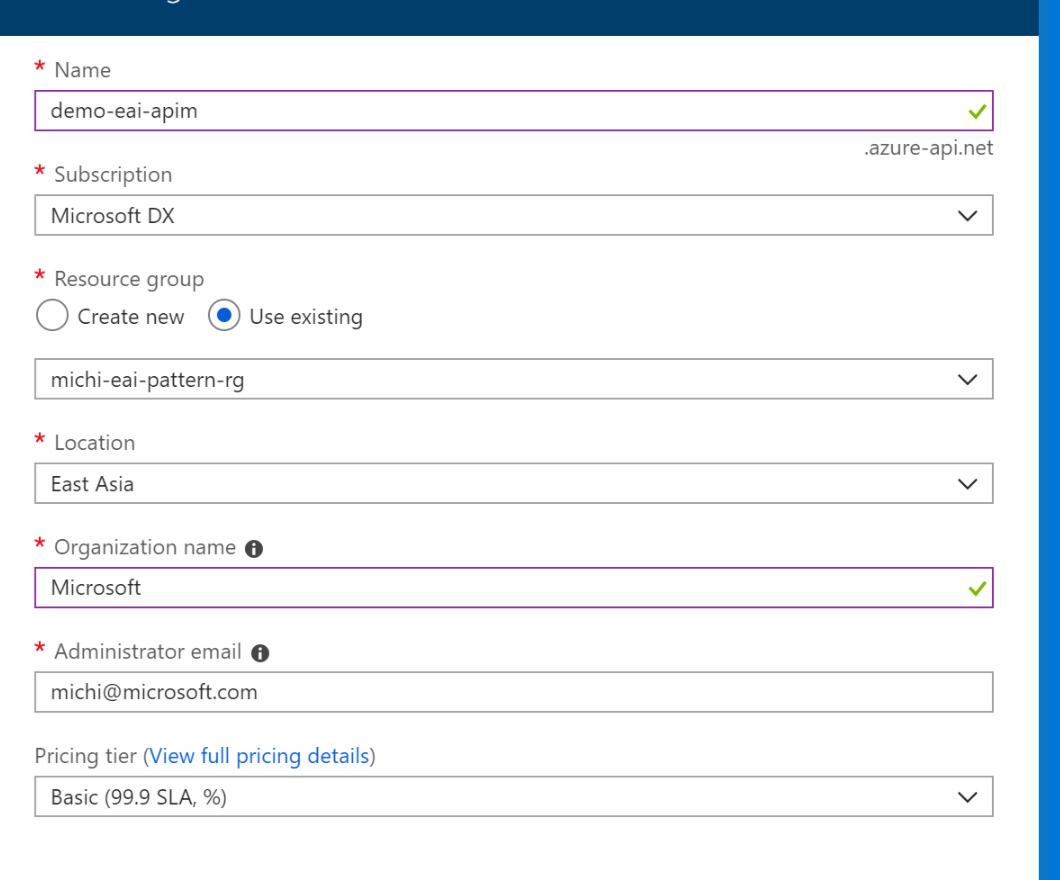 * Name
demo-eai-apim
.azure-api.net
* Subscription
Microsoft DX
* Resource group
Create new Use existing
michi-eai-pattern-rg
* Location
East Asia
* Organization name
Microsoft
* Administrator email
michi@microsoft.com
Pricing tier (View full pricing details)
Basic (99.9 SLA, %)